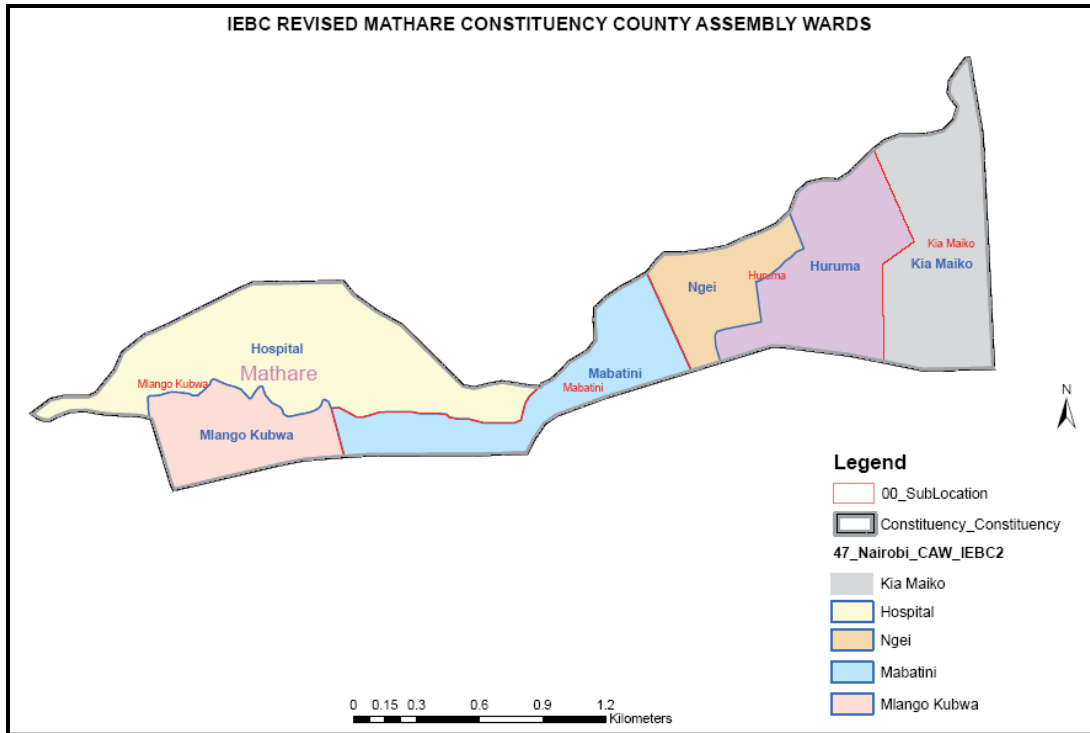 IEBC REVISED MATHARE CONSTITUENCY COUNTY ASSEMBLY WARDS
Kia Maiko
Kia Maiko
Huruma
Huruma
Ngei
Hospital
Mathare
Mlango Kubwa
Mabatini
Mabatini
Mlango Kubwa
N
Legend
00_SubLocation
Constituency_Constituency
47_Nairobi_CAW_IEBC2
Kia Maiko
Hospital
Ngei
Mabatini
Mlango Kubwa
0 0.15 0.3 0.6 0.9 1.2
Kilometers